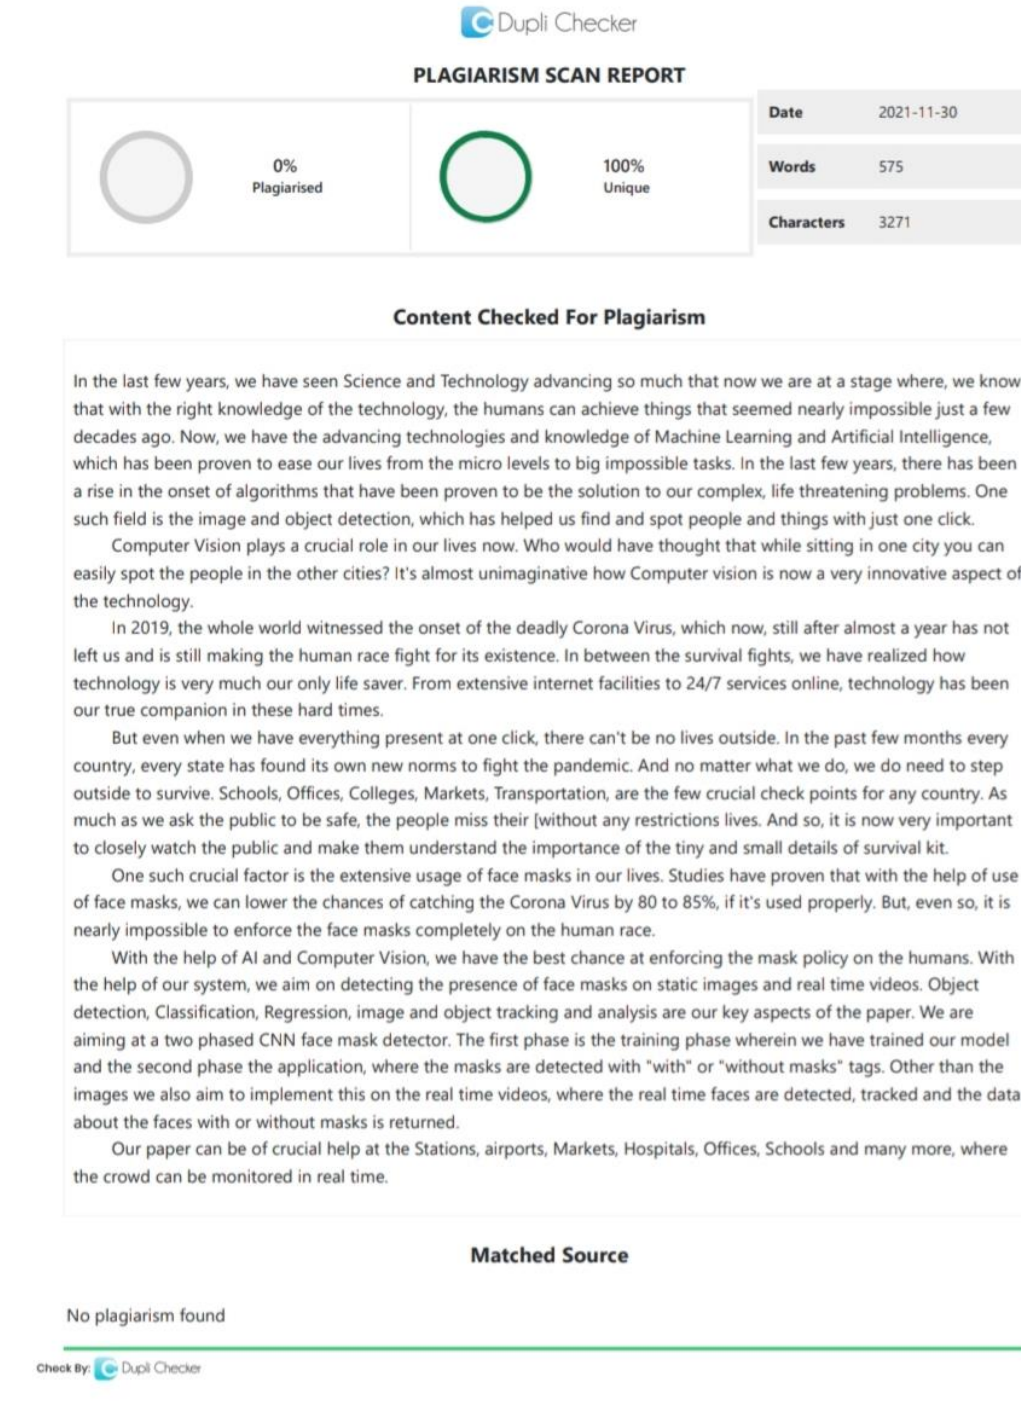 Dupli Checker
PLAGIARISM SCAN REPORT
0%
Plagiarised
100%
Unique
Date 2021-11-30
Words 575
Characters 3271
Content Checked For Plagiarism
In the last few years, we have seen Science and Technology advancing so much that now we are at a stage where, we know
that with the right knowledge of the technology, the humans can achieve things that seemed nearly impossible just a few
decades ago. Now, we have the advancing technologies and knowledge of Machine Learning and Artificial Intelligence,
which has been proven to ease our lives from the micro levels to big impossible tasks. In the last few years, there has been
a rise in the onset of algorithms that have been proven to be the solution to our complex, life threatening problems. One
such field is the image and object detection, which has helped us find and spot people and things with just one click.
Computer Vision plays a crucial role in our lives now. Who would have thought that while sitting in one city you can
easily spot the people in the other cities? It's almost unimaginative how Computer vision is now a very innovative aspect of
the technology.
In 2019, the whole world witnessed the onset of the deadly Corona Virus, which now, still after almost a year has not
left us and is still making the human race fight for its existence. In between the survival fights, we have realized how
technology is very much our only life saver. From extensive internet facilities to 24/7 services online, technology has been
our true companion in these hard times.
But even when we have everything present at one click, there can't be no lives outside. In the past few months every
country, every state has found its own new norms to fight the pandemic. And no matter what we do, we do need to step
outside to survive. Schools, Offices, Colleges, Markets, Transportation, are the few crucial check points for any country. As
much as we ask the public to be safe, the people miss their [without any restrictions lives. And so, it is now very important
to closely watch the public and make them understand the importance of the tiny and small details of survival kit.
One such crucial factor is the extensive usage of face masks in our lives. Studies have proven that with the help of use
of face masks, we can lower the chances of catching the Corona Virus by 80 to 85%, if it's used properly. But, even so, it is
nearly impossible to enforce the face masks completely on the human race.
With the help of AI and Computer Vision, we have the best chance at enforcing the mask policy on the humans. With
the help of our system, we aim on detecting the presence of face masks on static images and real time videos. Object
detection, Classification, Regression, image and object tracking and analysis are our key aspects of the paper. We are
aiming at a two phased CNN face mask detector. The first phase is the training phase wherein we have trained our model
and the second phase the application, where the masks are detected with "with" or "without masks" tags. Other than the
images we also aim to implement this on the real time videos, where the real time faces are detected, tracked and the data
about the faces with or without masks is returned.
Our paper can be of crucial help at the Stations, airports, Markets, Hospitals, Offices, Schools and many more, where
the crowd can be monitored in real time.
Matched Source
No plagiarism found
Check By: Dupli Checker